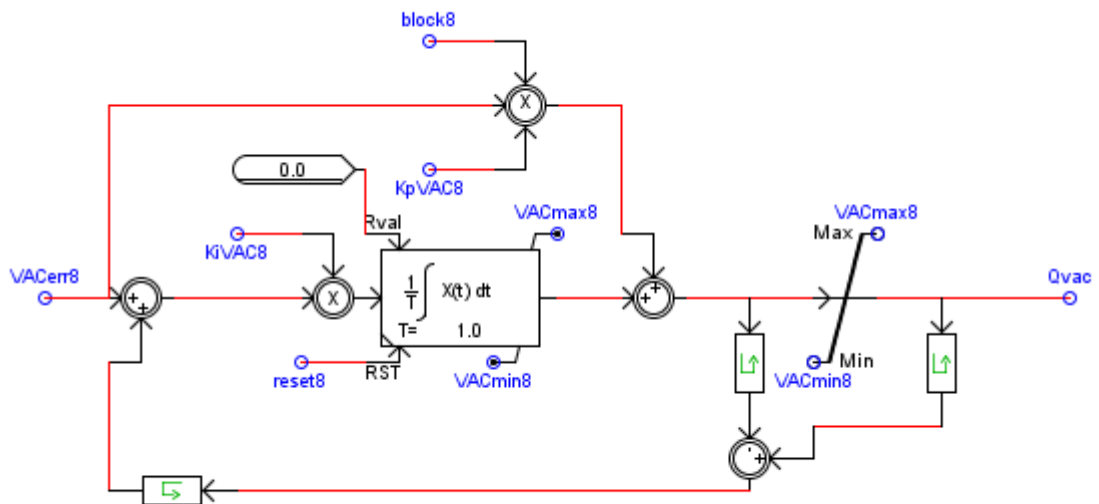 block8
X
0.0
KpVAC8
Rval
VACmax8
VACmax8
Max
KiVAC8
VACerr8
+
+
X
1
T
∫ X(t) dt
T= 1.0
+ +
Qvac
reset8
RST
VACmin8
Min
VACmin8
- +